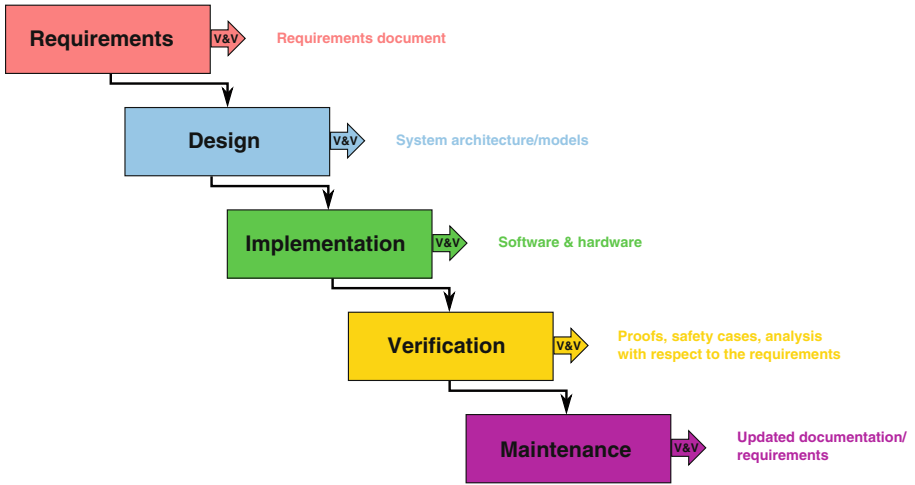 Requirements
V&V
Requirements document
Design
V&V
System architecture/models
Implementation
V&V
Software & hardware
Verification
V&V
Proofs, safety cases, analysis
with respect to the requirements
Maintenance
V&V
Updated documentation/
requirements